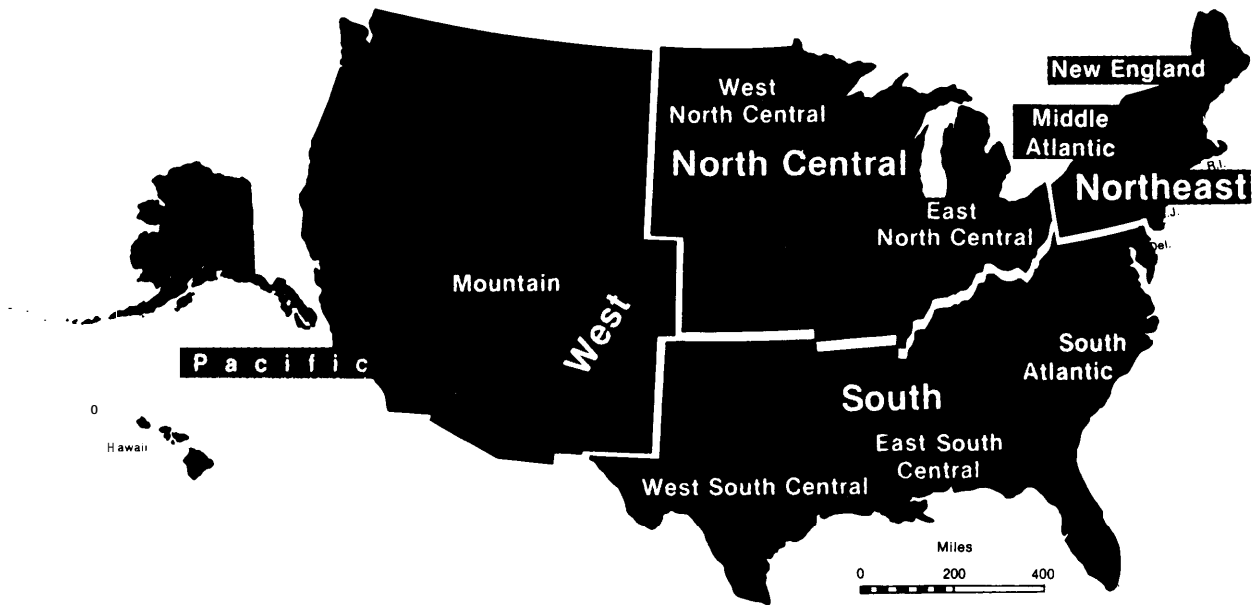 New England
West
North Central
Middle
Atlantic
North Central
R.I.
Northeast
East
North Central
J.
Del.
Mountain
West
South
Atlantic
Pacific
South
0
Hawaii
East South
Central
West South Central
Miles
0 200 400